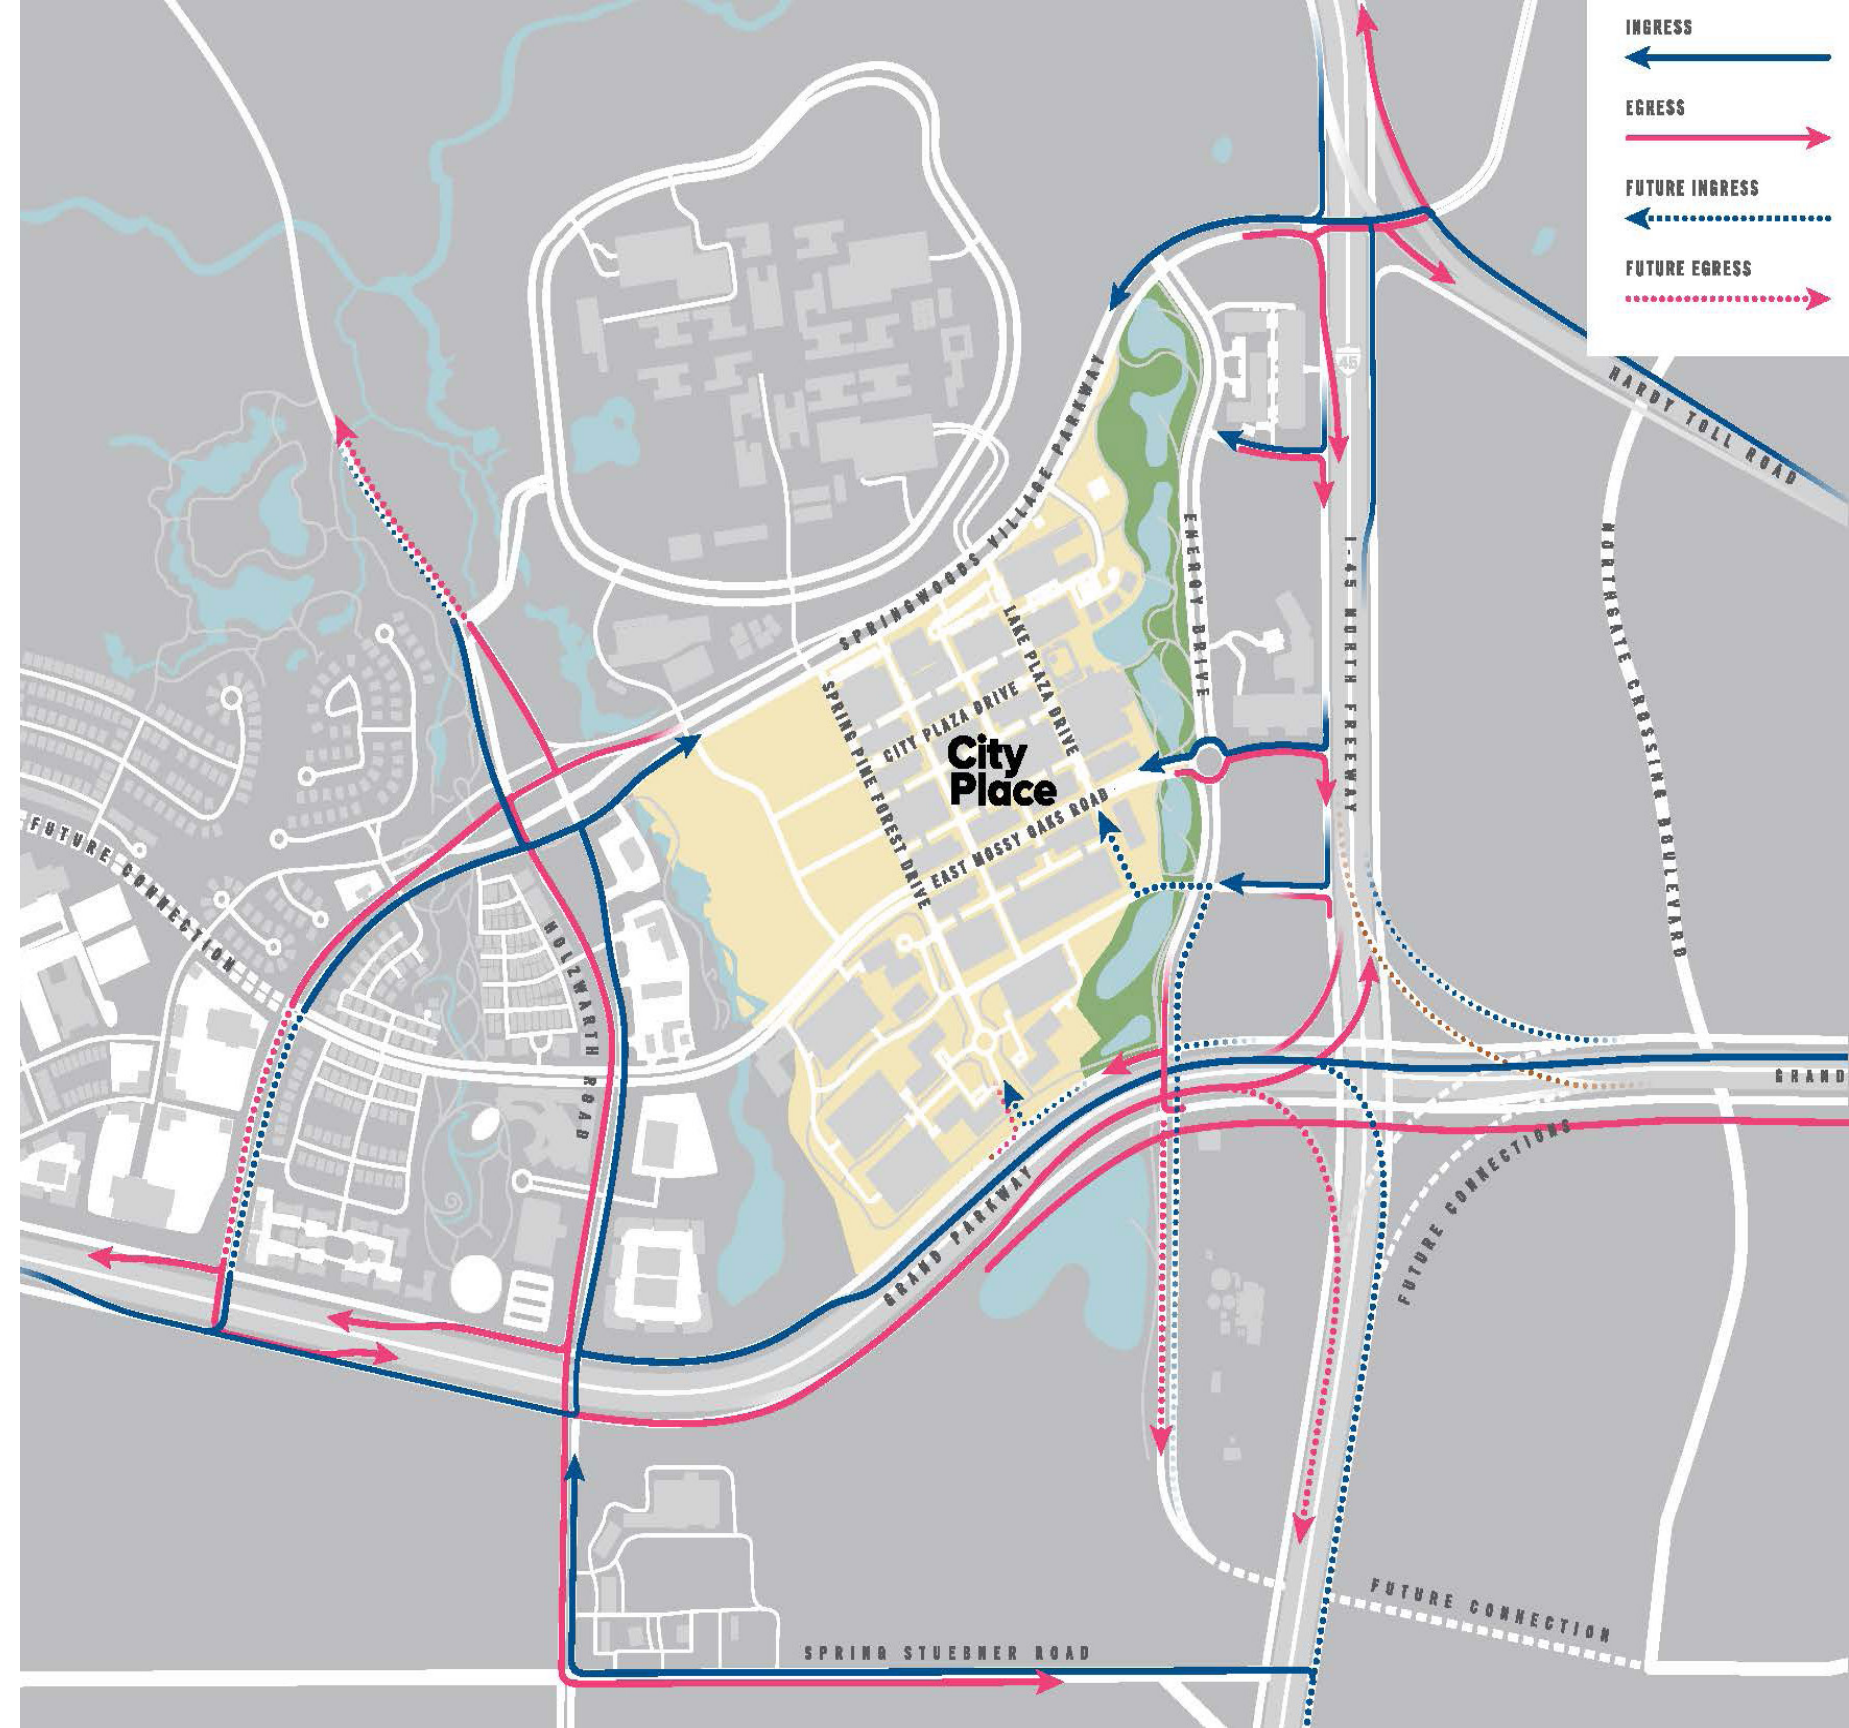 INGRESS
EGRESS
FUTURE INGRESS
FUTURE EGRESS
45
HARDY TOLL ROAD
SPRINGWOODS VILLAGE PARKWAY
ENERGY DRIVE
I-45 NORTH FREEWAY
NORTHGATE CROSSING BOULEVARD
LAKE PLAZA DRIVE
CITY PLAZA DRIVE
SPRING PINE FOREST DRIVE
City
Place
EAST MOSSY OAKS ROAD
FUTURE CONNECTION
HOLZWARTH ROAD
GRAND
GRAND PARKWAY
FUTURE CONNECTIONS
FUTURE CONNECTION
SPRING STUEBNER ROAD